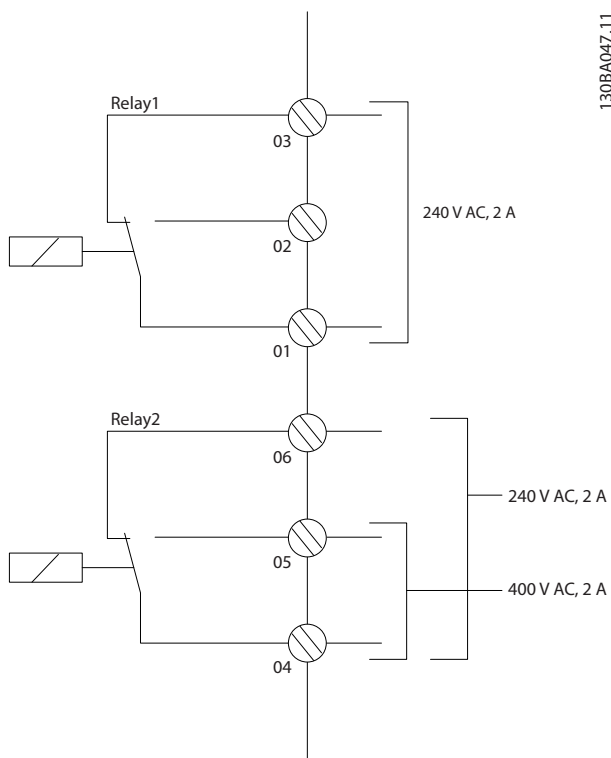 130BA047.11
Relay1
03
02
240 V AC, 2 A
01
Relay2
06
240 V AC, 2 A
05
400 V AC, 2 A
04